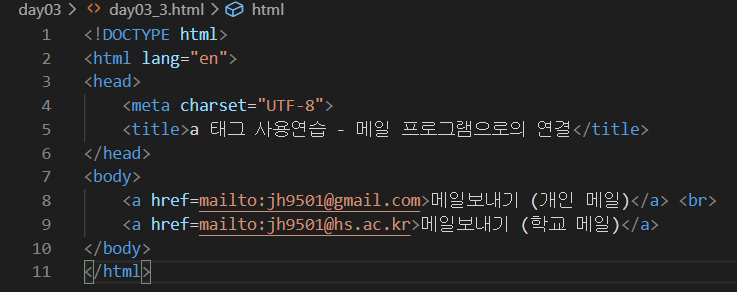 day03 > day03_3.html > html
1 <!DOCTYPE html>
2 <html lang="en">
3 <head>
4 <meta charset="UTF-8">
5 <title>a 태그 사용연습 - 메일 프로그램으로의 연결</title>
6 </head>
7 <body>
8 <a href=mailto:jh9501@gmail.com>메일보내기 (개인 메일)</a> <br>
9 <a href=mailto:jh9501@hs.ac.kr>메일보내기 (학교 메일)</a>
10 </body>
11 </html>